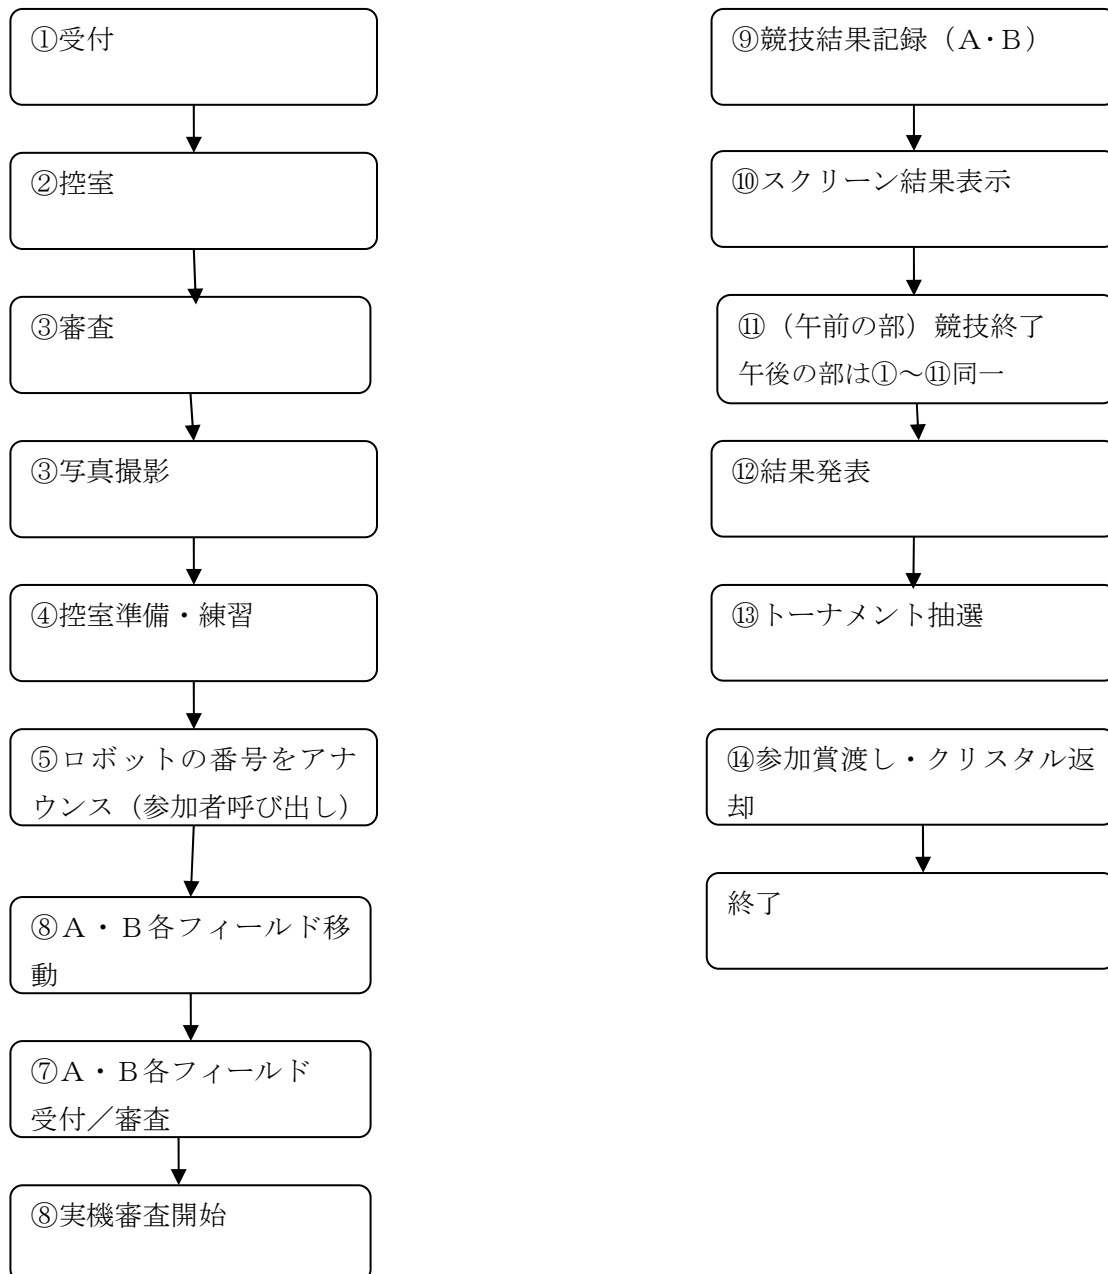 ①受付
②控室
③審査
③写真撮影
④控室準備・練習
⑤ロボットの番号をアナ
ウンス（参加者呼び出し）
⑧Ａ・Ｂ各フィールド移
動
⑦Ａ・Ｂ各フィールド
受付／審査
⑧実機審査開始
⑨競技結果記録（Ａ・Ｂ）
⑩スクリーン結果表示
⑪（午前の部）競技終了
午後の部は①～⑪同一
⑫結果発表
⑬トーナメント抽選
⑭参加賞渡し・クリスタル返
却
終了